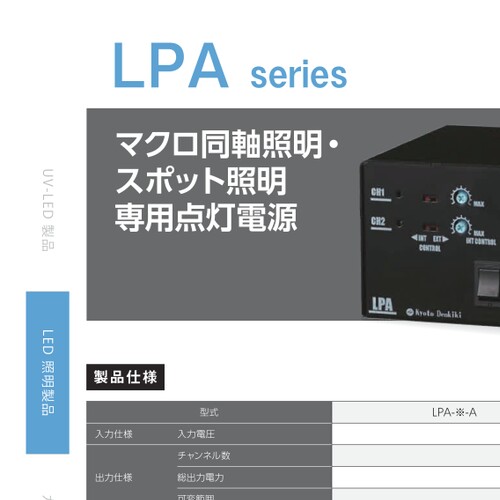 LPA series
マクロ同軸照明・
スポット照明
専用点灯電源
CH1
MAX
CH2
MAX
INT EXT
INT CONTROL
CONTROL
LPA
Kyoto Denkiki
UV-LED 製品
LED 照明製品
製品仕様
型式 LPA-※-A
入力仕様 入力電圧
チャンネル数
出力仕様 総出力電力
可変範囲